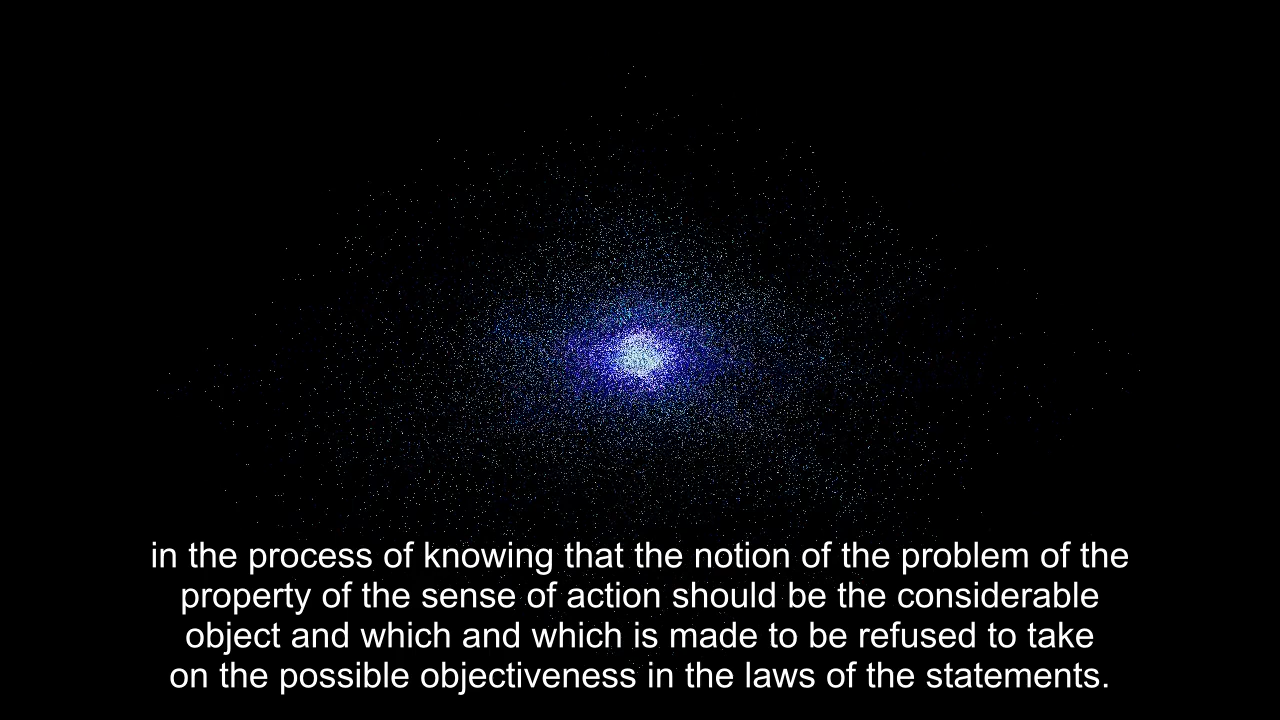 in the process of knowing that the notion of the problem of the
property of the sense of action should be the considerable
object and which and which is made to be refused to take
on the possible objectiveness in the laws of the statements.